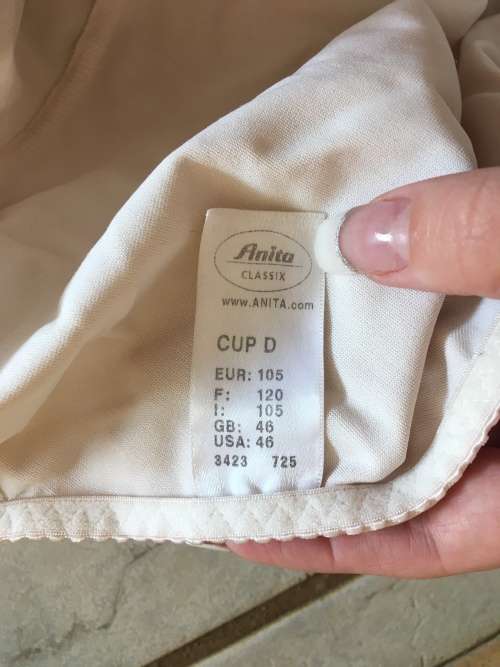 Anita
CLASSIX
www.ANITA.com
CUP D
EUR: 105
F: 120
I: 105
GB: 46
USA: 46
3423 725